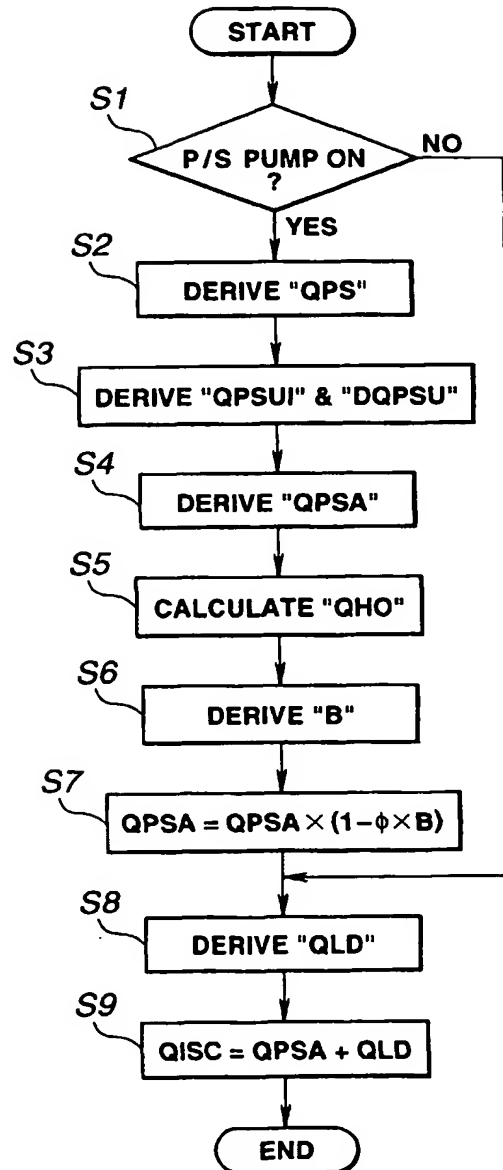 START
S1
P/S PUMP ON
?
NO
YES
S2
DERIVE "QPS"
S3
DERIVE "QPSUI" & "DQPSU"
S4
DERIVE "QPSA"
S5
CALCULATE "QHO"
S6
DERIVE "B"
S7
QPSA = QPSA × (1-φ × B)
S8
DERIVE "QLD"
S9
QISC = QPSA + QLD
END